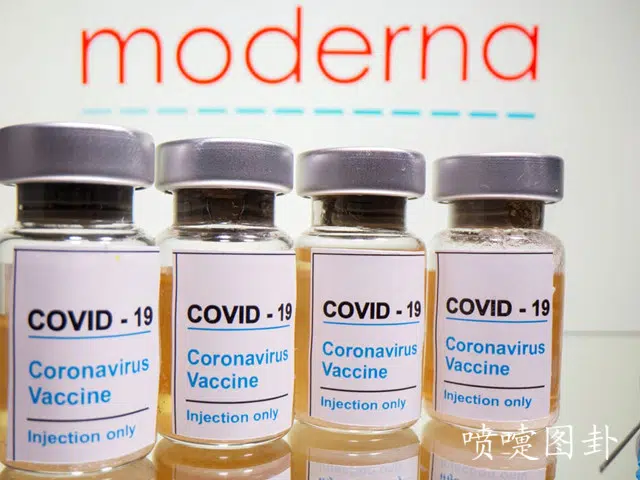 moderna
COVID - 19
Coronavirus
Vaccine
Injection only
COVID - 19
Coronavirus
Vaccine
Injection only
COVID - 19
Coronavirus
Vaccine
Injection only
COVID - 19
Coronavirus
Vaccine
Injection only
喷嚏图卦